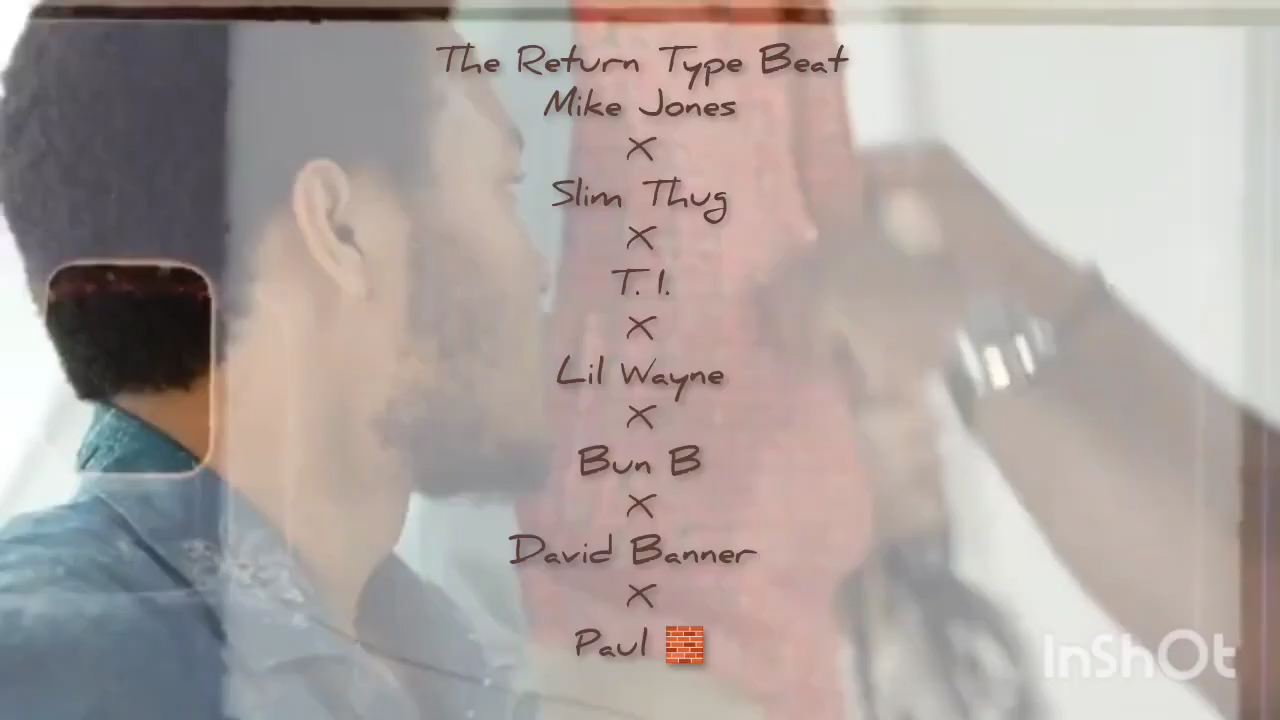 The Return Type Beat
Mike Jones
X
Slim Thug
X
T. I.
X
Lil Wayne
X
Bun B
X
David Banner
X
Paul 🧱
InShOt